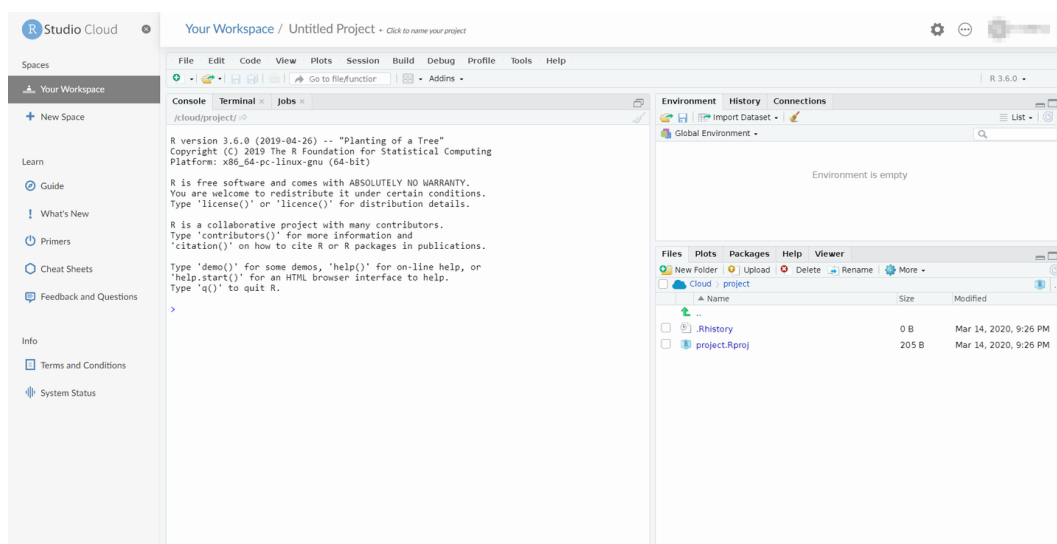 R Studio Cloud
Your Workspace / Untitled Project • Click to name your project
Spaces
Your Workspace
New Space
Learn
Guide
What's New
Primers
Cheat Sheets
Feedback and Questions
Info
Terms and Conditions
System Status
File Edit Code View Plots Session Build Debug Profile Tools Help
Go to file/function Addins R 3.6.0
Console Terminal Jobs
/cloud/project/
R version 3.6.0 (2019-04-26) -- "Planting of a Tree"
Copyright (C) 2019 The R Foundation for Statistical Computing
Platform: x86_64-pc-linux-gnu (64-bit)
R is free software and comes with ABSOLUTELY NO WARRANTY.
You are welcome to redistribute it under certain conditions.
Type 'license()' or 'licence()' for distribution details.
R is a collaborative project with many contributors.
Type 'contributors()' for more information and
'citation()' on how to cite R or R packages in publications.
Type 'demo()' for some demos, 'help()' for on-line help, or
'help.start()' for an HTML browser interface to help.
Type 'q()' to quit R.
>
Environment History Connections
Import Dataset List
Global Environment
Environment is empty
Files Plots Packages Help Viewer
New Folder Upload Delete Rename More
Cloud > project
Name Size Modified
..
.Rhistory 0 B Mar 14, 2020, 9:26 PM
project.Rproj 205 B Mar 14, 2020, 9:26 PM